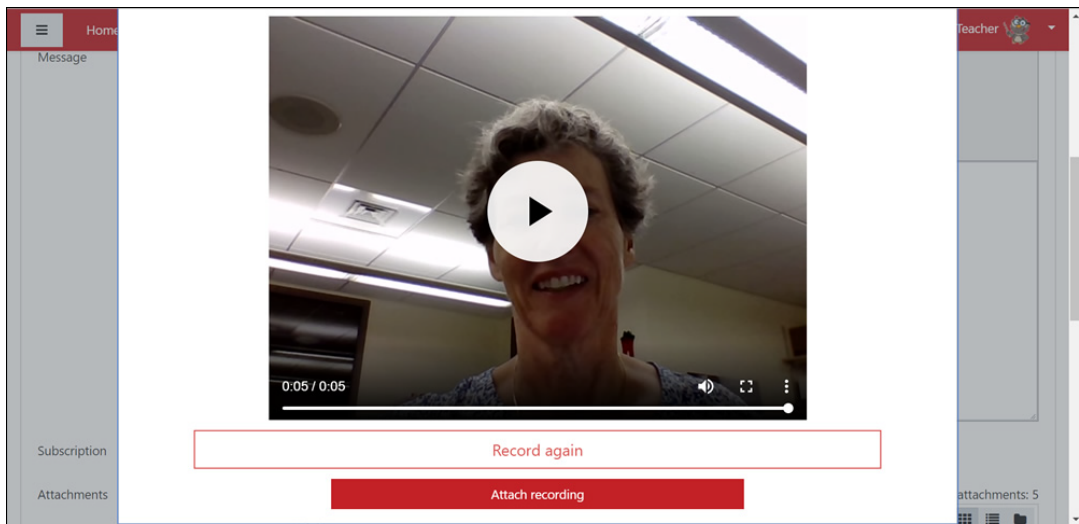 Home
Teacher
Message
0:05 / 0:05
Subscription
Record again
Attachments
Attach recording
attachments: 5